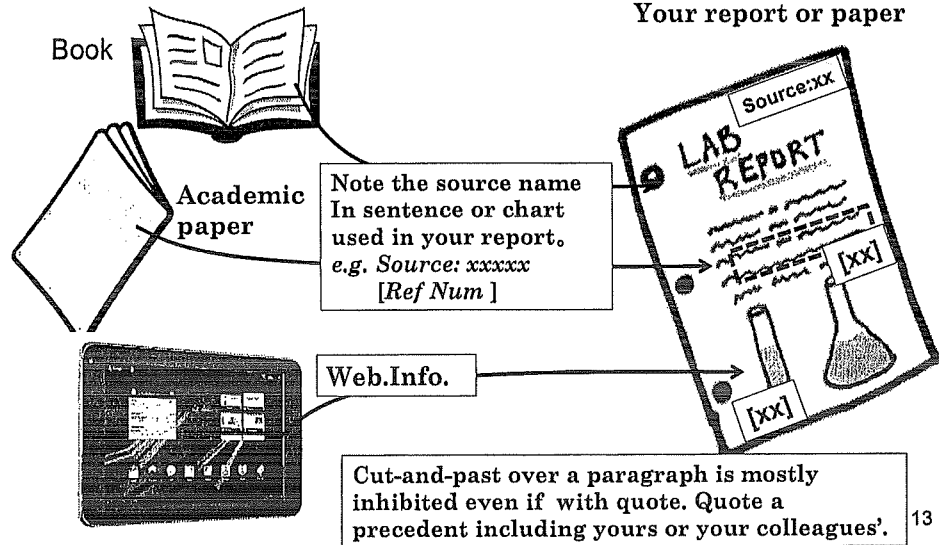 Your report or paper
Book
Source:xx
LAB
REPORT
Academic
paper
Note the source name
In sentence or chart
used in your report。
e.g. Source: xxxxx
[Ref Num ]
[xx]
Web.Info.
[xx]
Cut-and-past over a paragraph is mostly
inhibited even if with quote. Quote a
precedent including yours or your colleagues'.
13